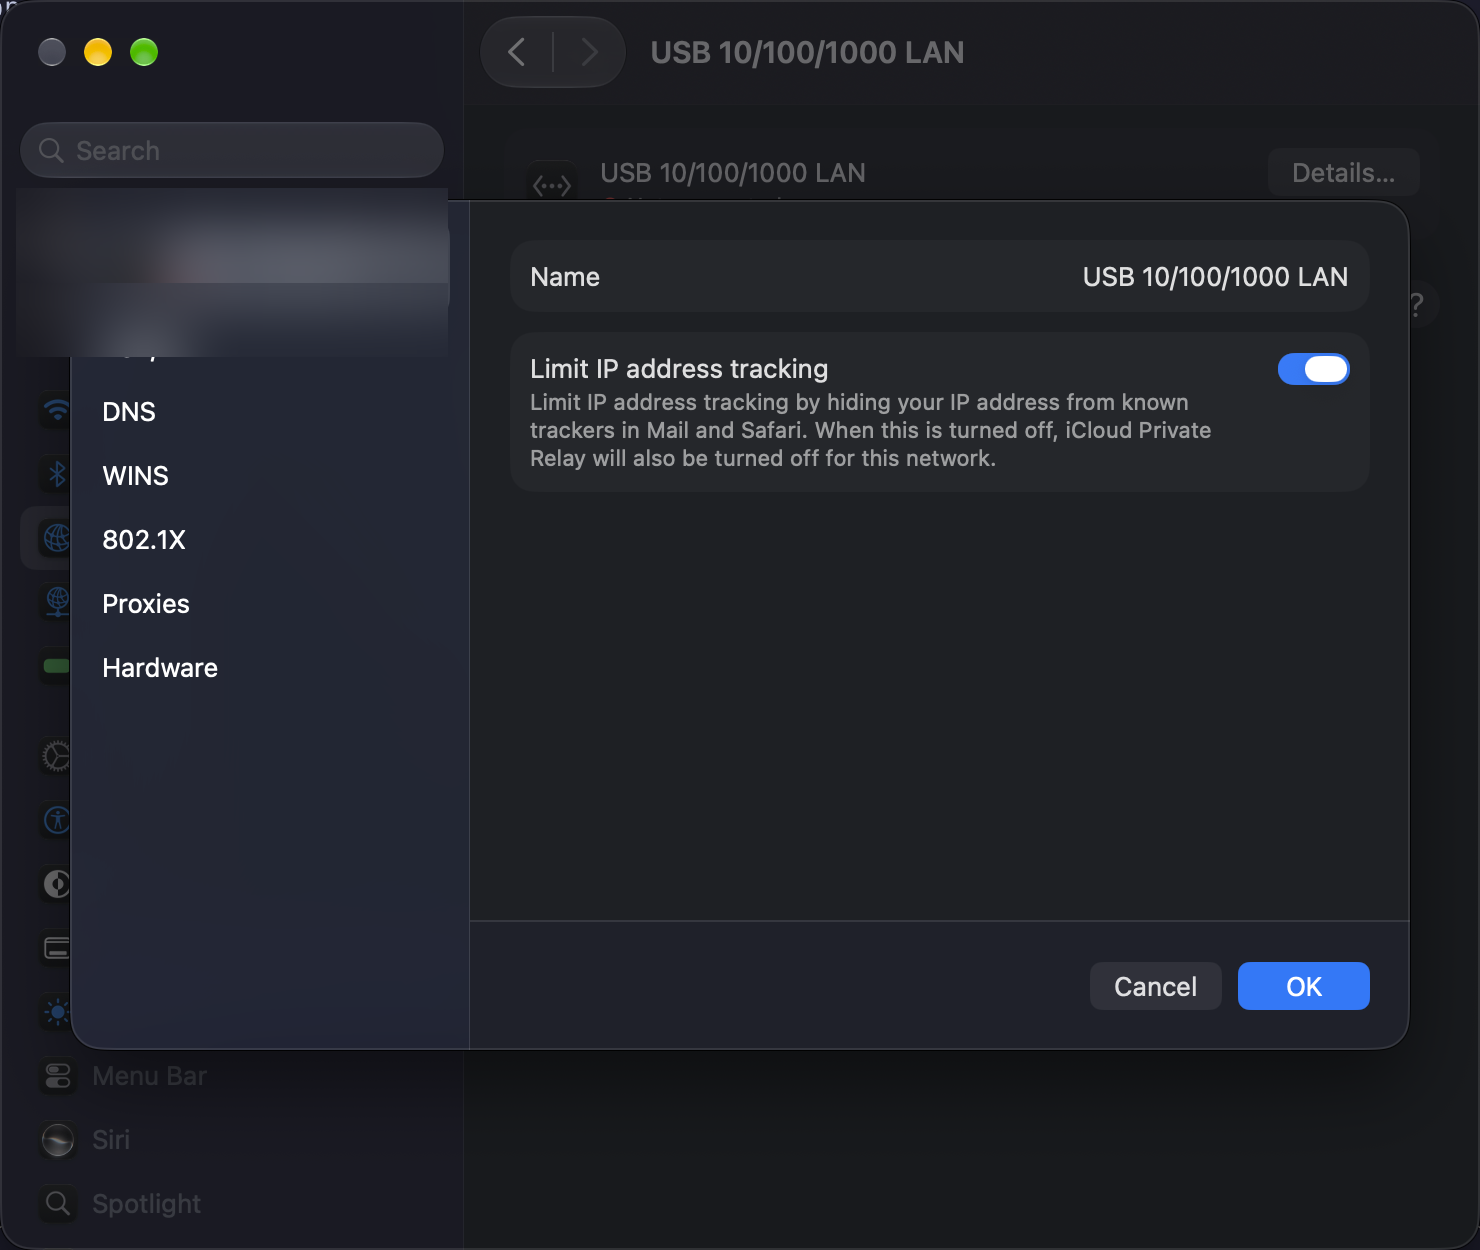 USB 10/100/1000 LAN
Search
USB 10/100/1000 LAN
Details...
?
DNS
WINS
802.1X
Proxies
Hardware
Name
USB 10/100/1000 LAN
Limit IP address tracking
Limit IP address tracking by hiding your IP address from known
trackers in Mail and Safari. When this is turned off, iCloud Private
Relay will also be turned off for this network.
Cancel
OK
Menu Bar
Siri
Spotlight